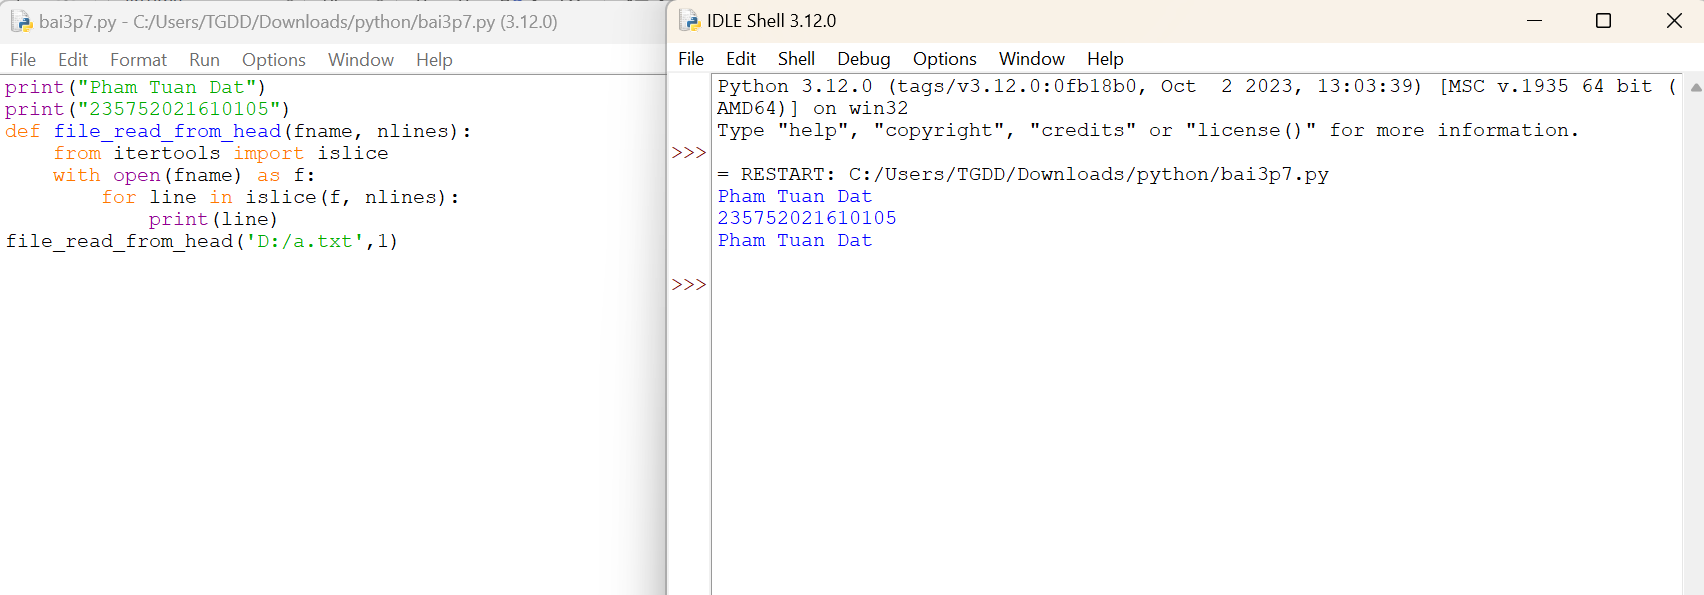 bai3p7.py - C:/Users/TGDD/Downloads/python/bai3p7.py (3.12.0)
File Edit Format Run Options Window Help
print("Pham Tuan Dat")
print("235752021610105")
def file_read_from_head(fname, nlines):
    from itertools import islice
    with open(fname) as f:
        for line in islice(f, nlines):
            print(line)
file_read_from_head('D:/a.txt',1)
IDLE Shell 3.12.0
File Edit Shell Debug Options Window Help
Python 3.12.0 (tags/v3.12.0:0fb18b0, Oct  2 2023, 13:03:39) [MSC v.1935 64 bit (
AMD64)] on win32
Type "help", "copyright", "credits" or "license()" for more information.
>>>
= RESTART: C:/Users/TGDD/Downloads/python/bai3p7.py
Pham Tuan Dat
235752021610105
Pham Tuan Dat
>>>